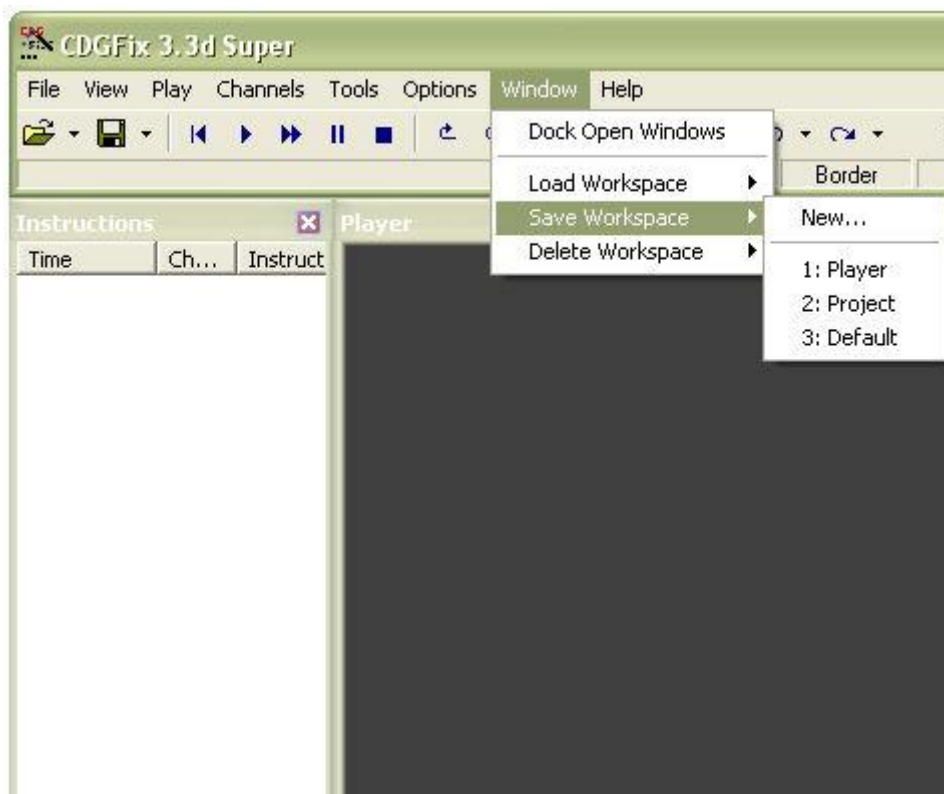 CDGFix 3.3d Super
File View Play Channels Tools Options Window Help
Dock Open Windows
Border
Load Workspace
Save Workspace
New...
Delete Workspace
1: Player
2: Project
3: Default
Instructions
Player
Time Ch... Instruct